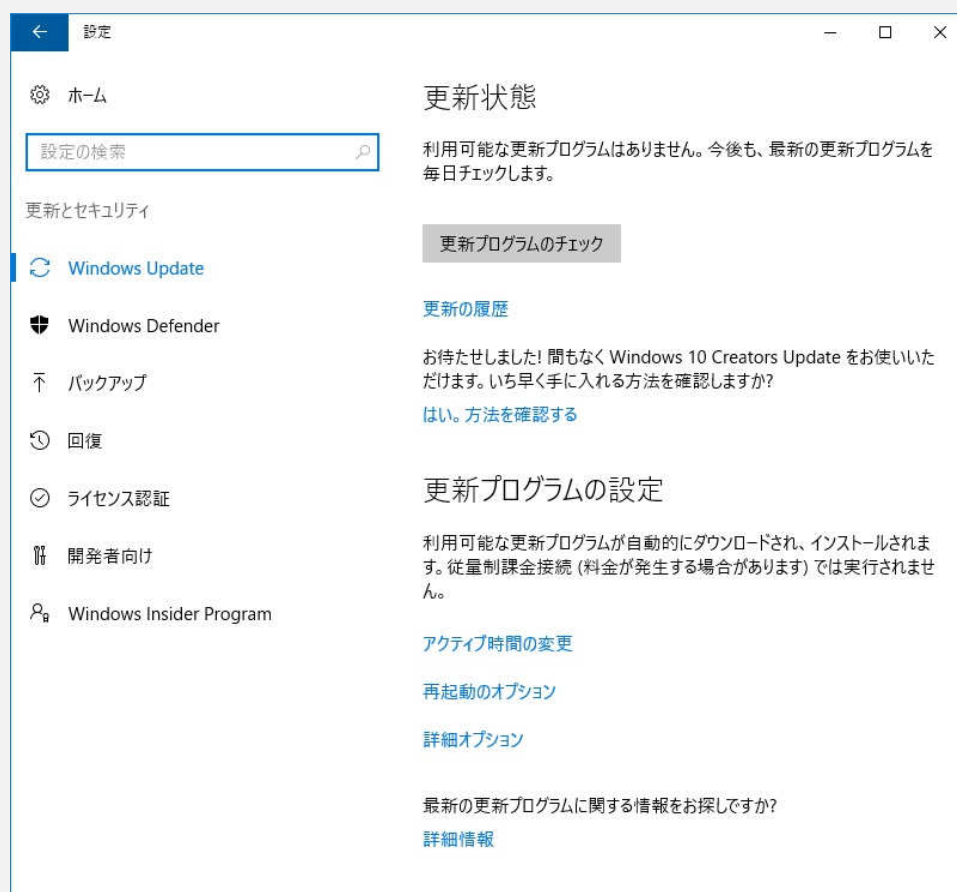 設定
ホーム
設定の検索
更新とセキュリティ
Windows Update
Windows Defender
バックアップ
回復
ライセンス認証
開発者向け
Windows Insider Program
更新状態
利用可能な更新プログラムはありません。今後も、最新の更新プログラムを
毎日チェックします。
更新プログラムのチェック
更新の履歴
お待たせしました! 間もなく Windows 10 Creators Update をお使いいた
だけます。いち早く手に入れる方法を確認しますか?
はい。方法を確認する
更新プログラムの設定
利用可能な更新プログラムが自動的にダウンロードされ、インストールされま
す。従量制課金接続 (料金が発生する場合があります) では実行されませ
ん。
アクティブ時間の変更
再起動のオプション
詳細オプション
最新の更新プログラムに関する情報をお探しですか?
詳細情報